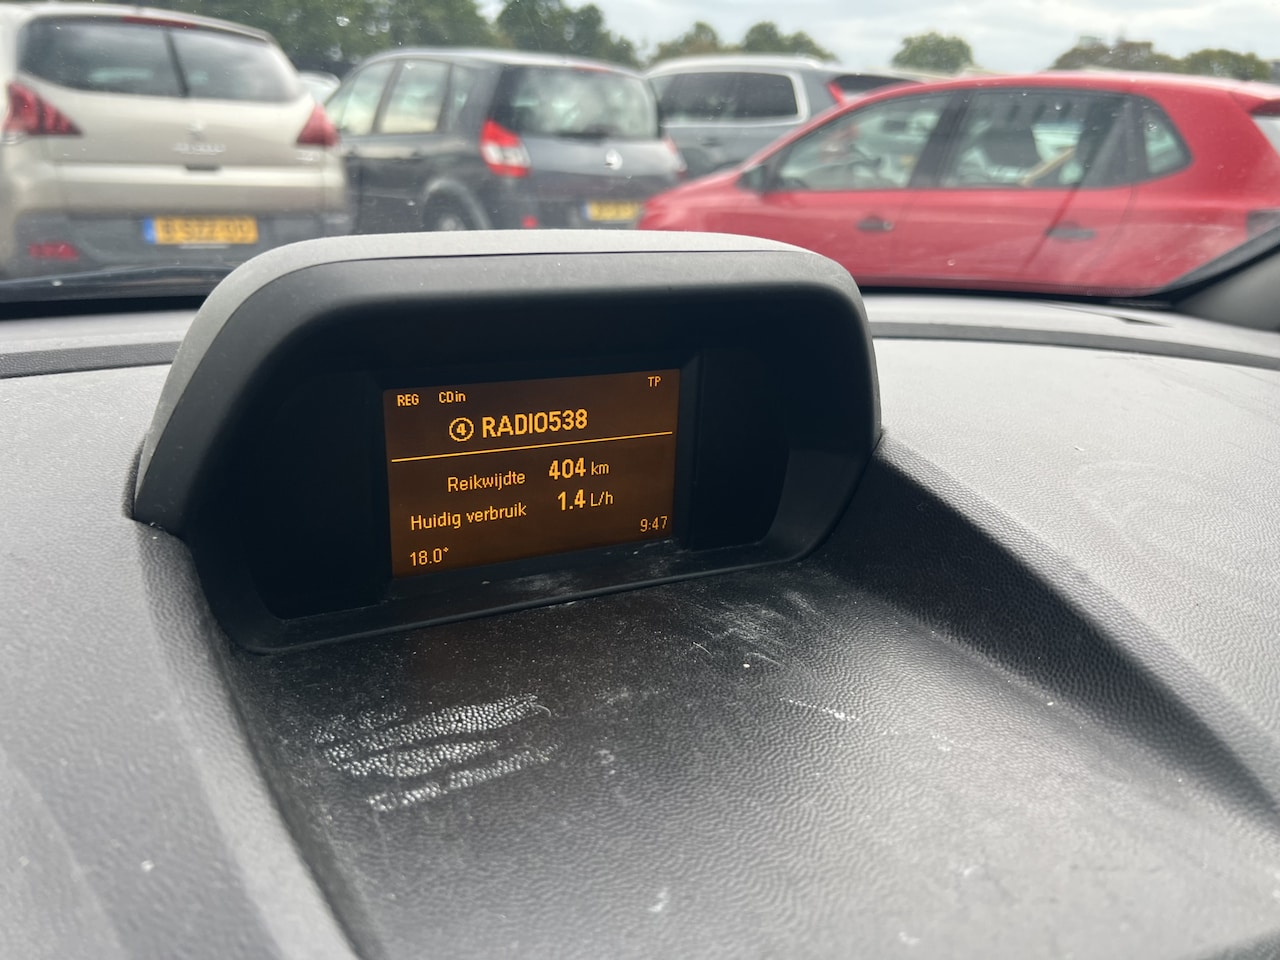 REG CDin TP
④ RADIO538
Reikwijdte 404 km
Huidig verbruik 1.4 L/h
18.0° 9:47